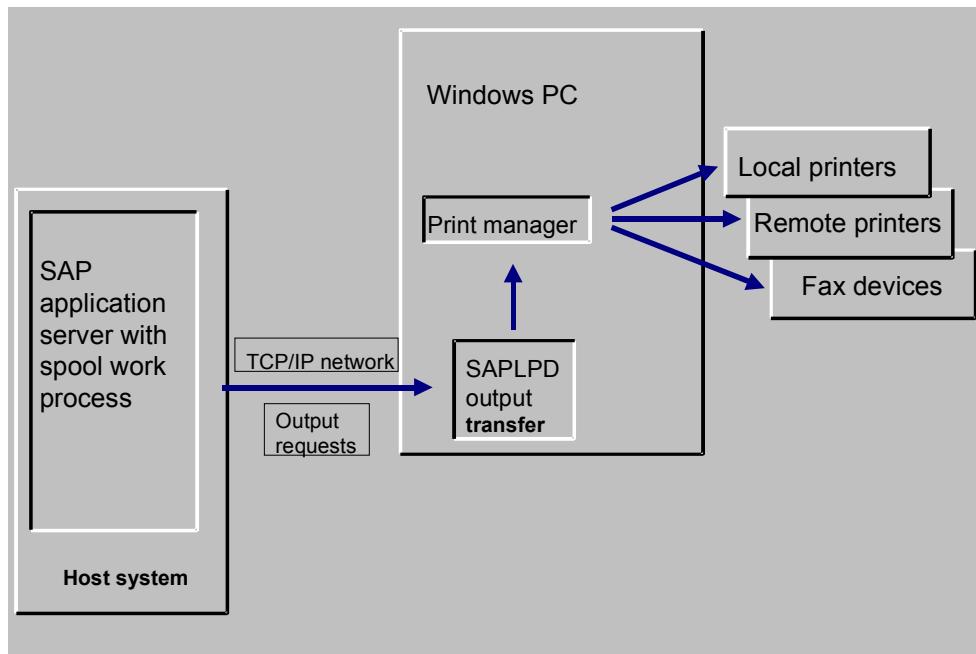 Windows PC
Local printers
Remote printers
Fax devices
Print manager
SAP
application
server with
spool work
process
TCP/IP network
Output
requests
SAPLPD
output
transfer
Host system